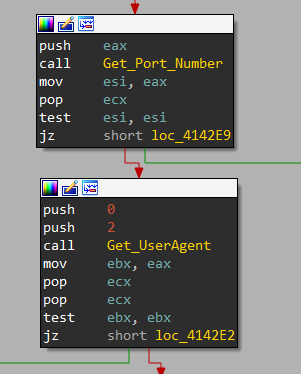 push eax
call Get_Port_Number
mov esi, eax
pop ecx
test esi, esi
jz short loc_4142E9
push 0
push 2
call Get_UserAgent
mov ebx, eax
pop ecx
pop ecx
test ebx, ebx
jz short loc_4142E2